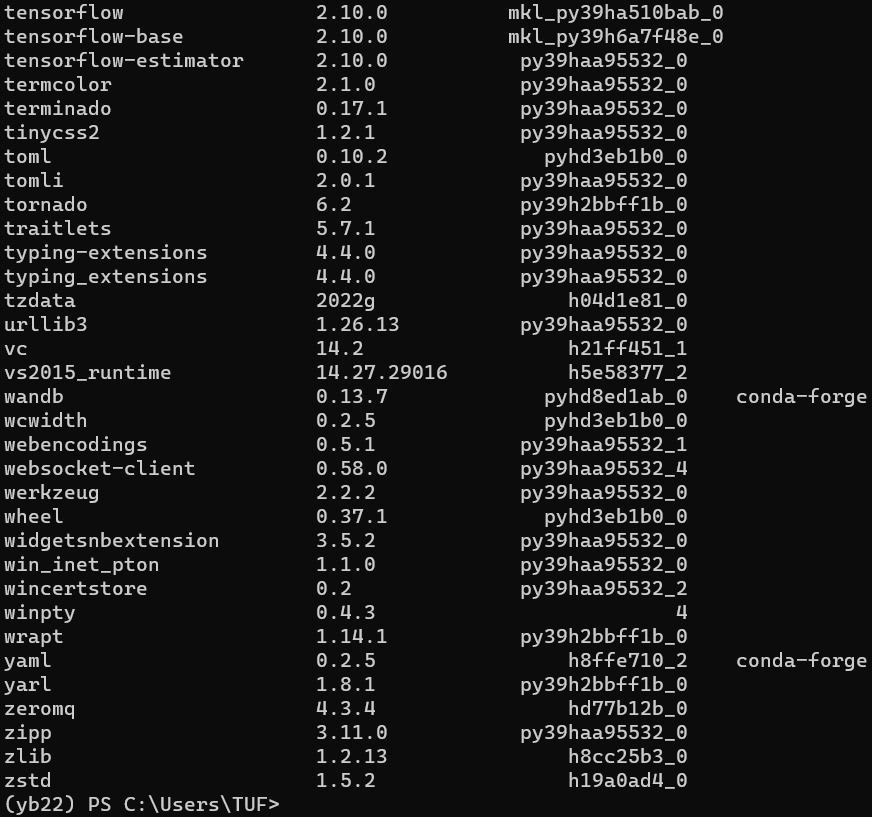 tensorflow                2.10.0          mkl_py39ha510bab_0
tensorflow-base           2.10.0          mkl_py39h6a7f48e_0
tensorflow-estimator      2.10.0           py39haa95532_0
termcolor                 2.1.0            py39haa95532_0
terminado                 0.17.1           py39haa95532_0
tinycss2                  1.2.1            py39haa95532_0
toml                      0.10.2             pyhd3eb1b0_0
tomli                     2.0.1            py39haa95532_0
tornado                   6.2              py39h2bbff1b_0
traitlets                 5.7.1            py39haa95532_0
typing-extensions         4.4.0            py39haa95532_0
typing_extensions         4.4.0            py39haa95532_0
tzdata                    2022g                h04d1e81_0
urllib3                   1.26.13          py39haa95532_0
vc                        14.2                 h21ff451_1
vs2015_runtime            14.27.29016          h5e58377_2
wandb                     0.13.7             pyhd8ed1ab_0    conda-forge
wcwidth                   0.2.5              pyhd3eb1b0_0
webencodings              0.5.1            py39haa95532_1
websocket-client          0.58.0           py39haa95532_4
werkzeug                  2.2.2            py39haa95532_0
wheel                     0.37.1             pyhd3eb1b0_0
widgetsnbextension        3.5.2            py39haa95532_0
win_inet_pton             1.1.0            py39haa95532_0
wincertstore              0.2              py39haa95532_2
winpty                    0.4.3                         4
wrapt                     1.14.1           py39h2bbff1b_0
yaml                      0.2.5                h8ffe710_2    conda-forge
yarl                      1.8.1            py39h2bbff1b_0
zeromq                    4.3.4                hd77b12b_0
zipp                      3.11.0           py39haa95532_0
zlib                      1.2.13               h8cc25b3_0
zstd                      1.5.2                h19a0ad4_0
(yb22) PS C:\Users\TUF>